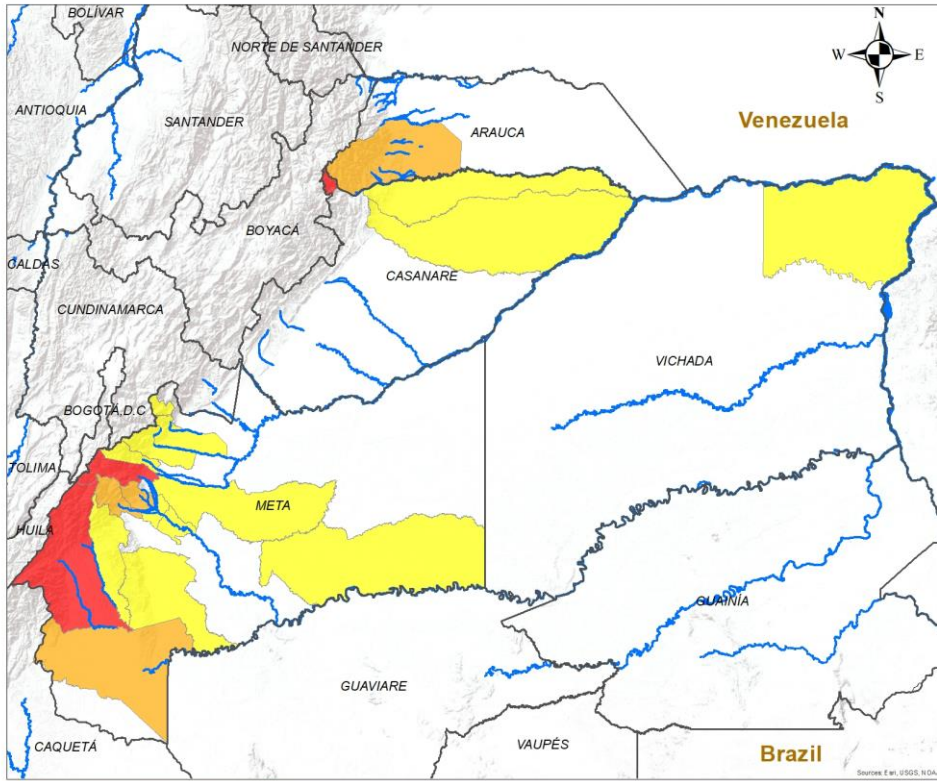 BOLÍVAR
N
NORTE DE SANTANDER
W E
S
ANTIOQUIA
SANTANDER
ARAUCA
Venezuela
BOYACÁ
CALDAS
CASANARE
CUNDINAMARCA
VICHADA
BOGOTÁ,D.C
TOLIMA
META
HUILA
GUAINÍA
GUAVIARE
VAUPÉS
CAQUETÁ
Brazil
Sources: Esri, USGS, NOAA